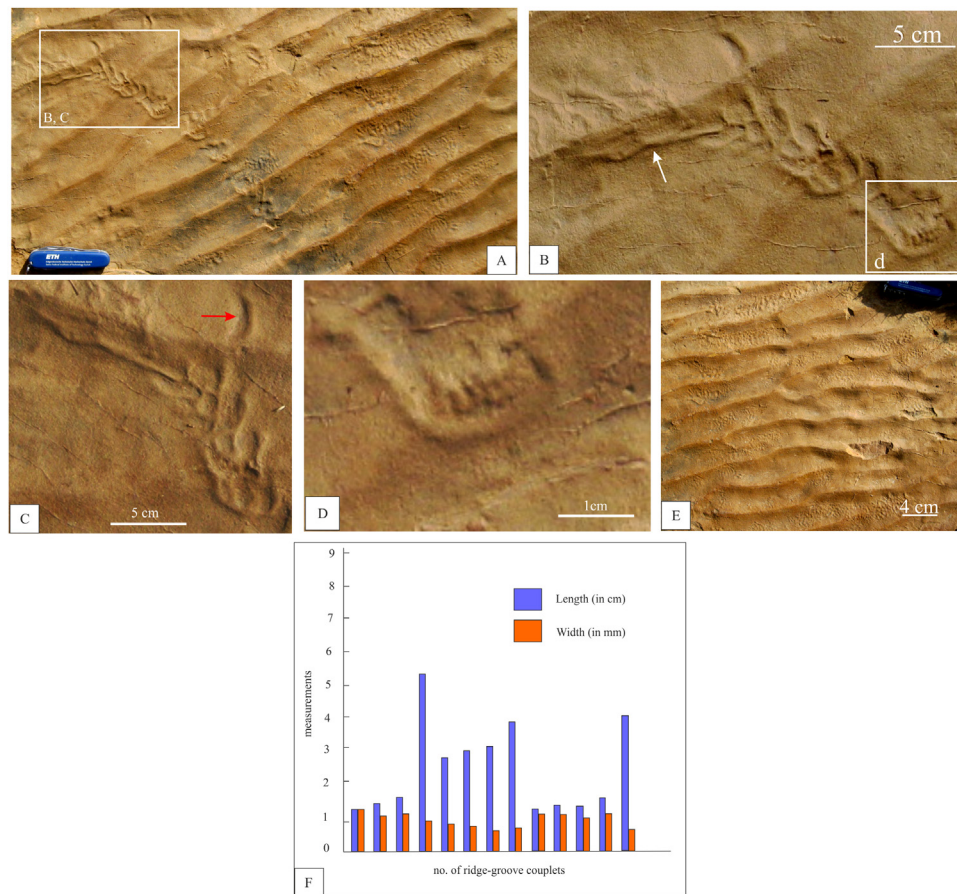 B, C
ETH
A
5 cm
B
d
C
5 cm
D
1cm
E
4 cm
9
8
7
6
5
4
3
2
1
0
measurements
Length (in cm)
Width (in mm)
no. of ridge-groove couplets
F